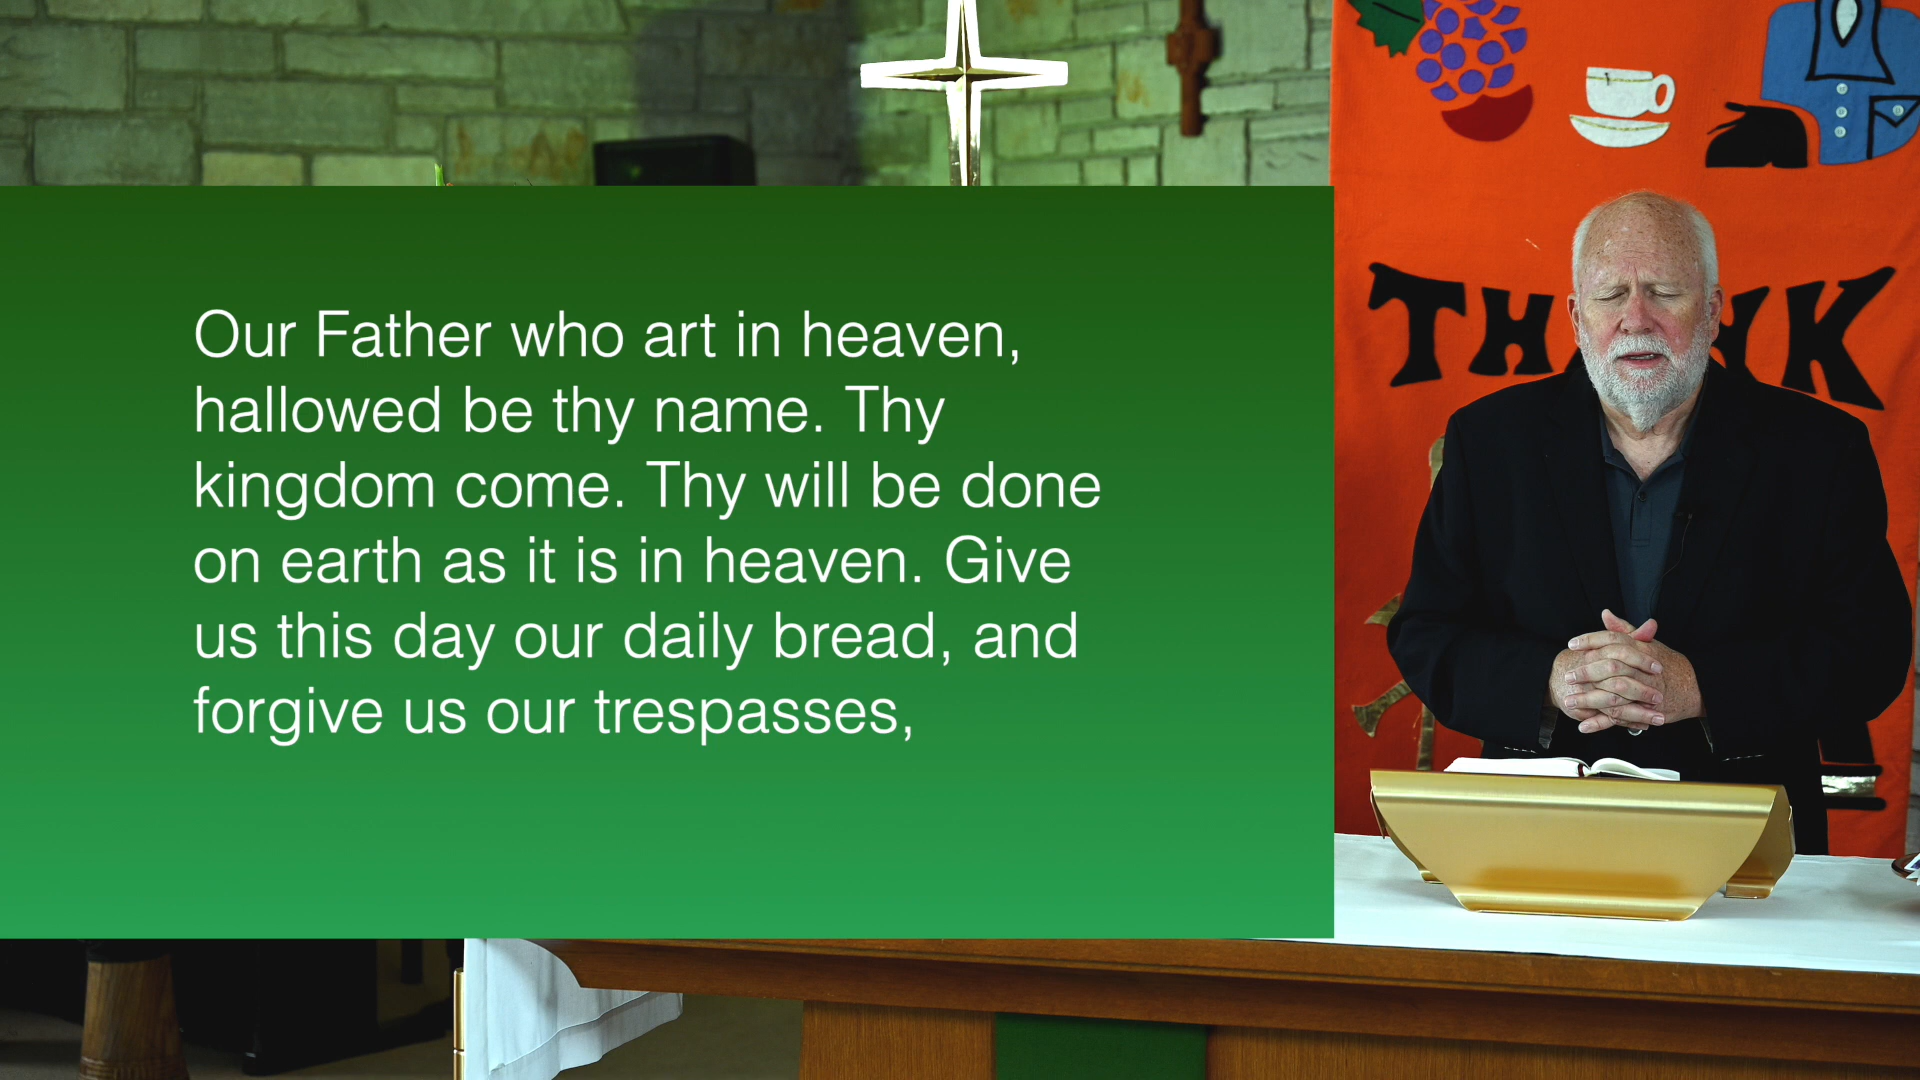 Our Father who art in heaven,
hallowed be thy name. Thy
kingdom come. Thy will be done
on earth as it is in heaven. Give
us this day our daily bread, and
forgive us our trespasses,